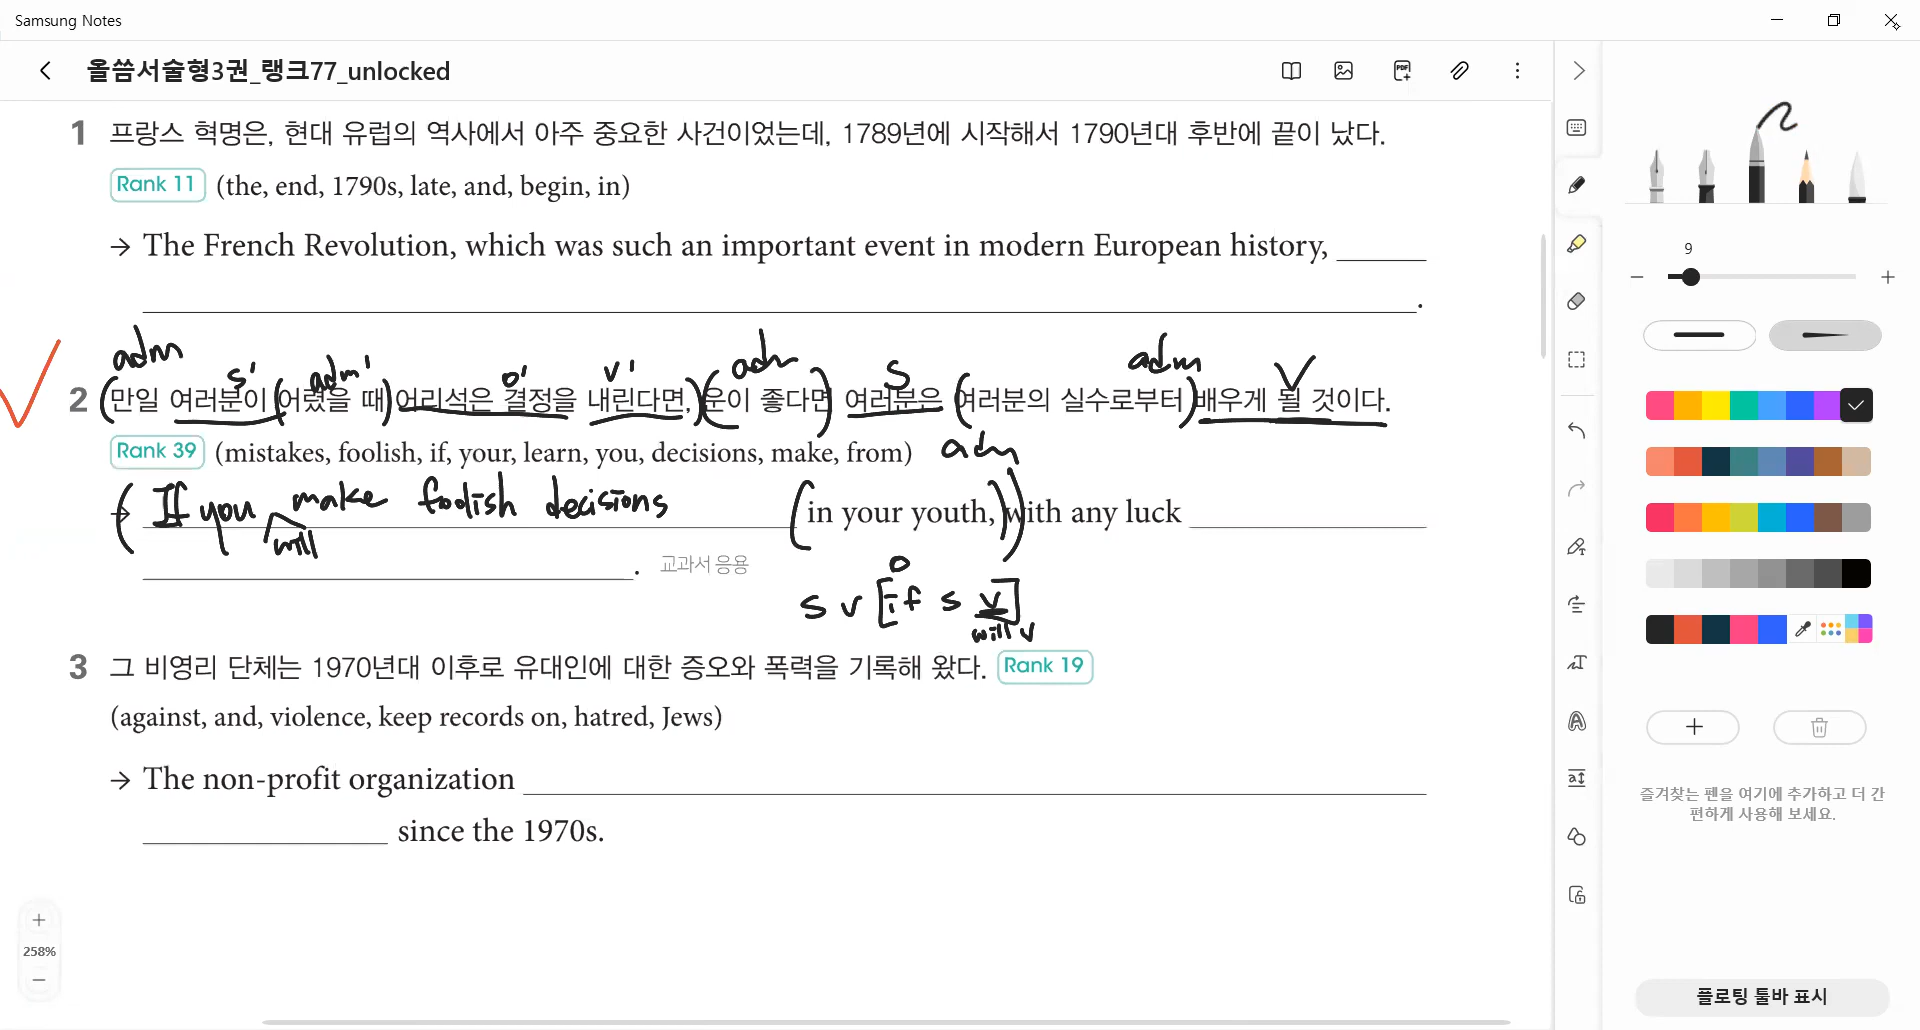 Samsung Notes
올씀서술형3권_랭크77_unlocked
1 프랑스 혁명은, 현대 유럽의 역사에서 아주 중요한 사건이었는데, 1789년에 시작해서 1790년대 후반에 끝이 났다.
Rank 11 (the, end, 1790s, late, and, begin, in)
→ The French Revolution, which was such an important event in modern European history, ______
______.
adm s' adm' o' v' adm s adm V
2 (만일 여러분이 (어렸을 때) 어리석은 결정을 내린다면,) (운이 좋다면) 여러분은 (여러분의 실수로부터) 배우게 될 것이다.
Rank 39 (mistakes, foolish, if, your, learn, you, decisions, make, from) adm
→ (If you make foolish decisions (in your youth,)) with any luck ______
will
______. 교과서 응용
o
s v [if s v]
will v
3 그 비영리 단체는 1970년대 이후로 유대인에 대한 증오와 폭력을 기록해 왔다. Rank 19
(against, and, violence, keep records on, hatred, Jews)
→ The non-profit organization ______
______ since the 1970s.
9
즐겨찾는 펜을 여기에 추가하고 더 간
편하게 사용해 보세요.
258%
플로팅 툴바 표시